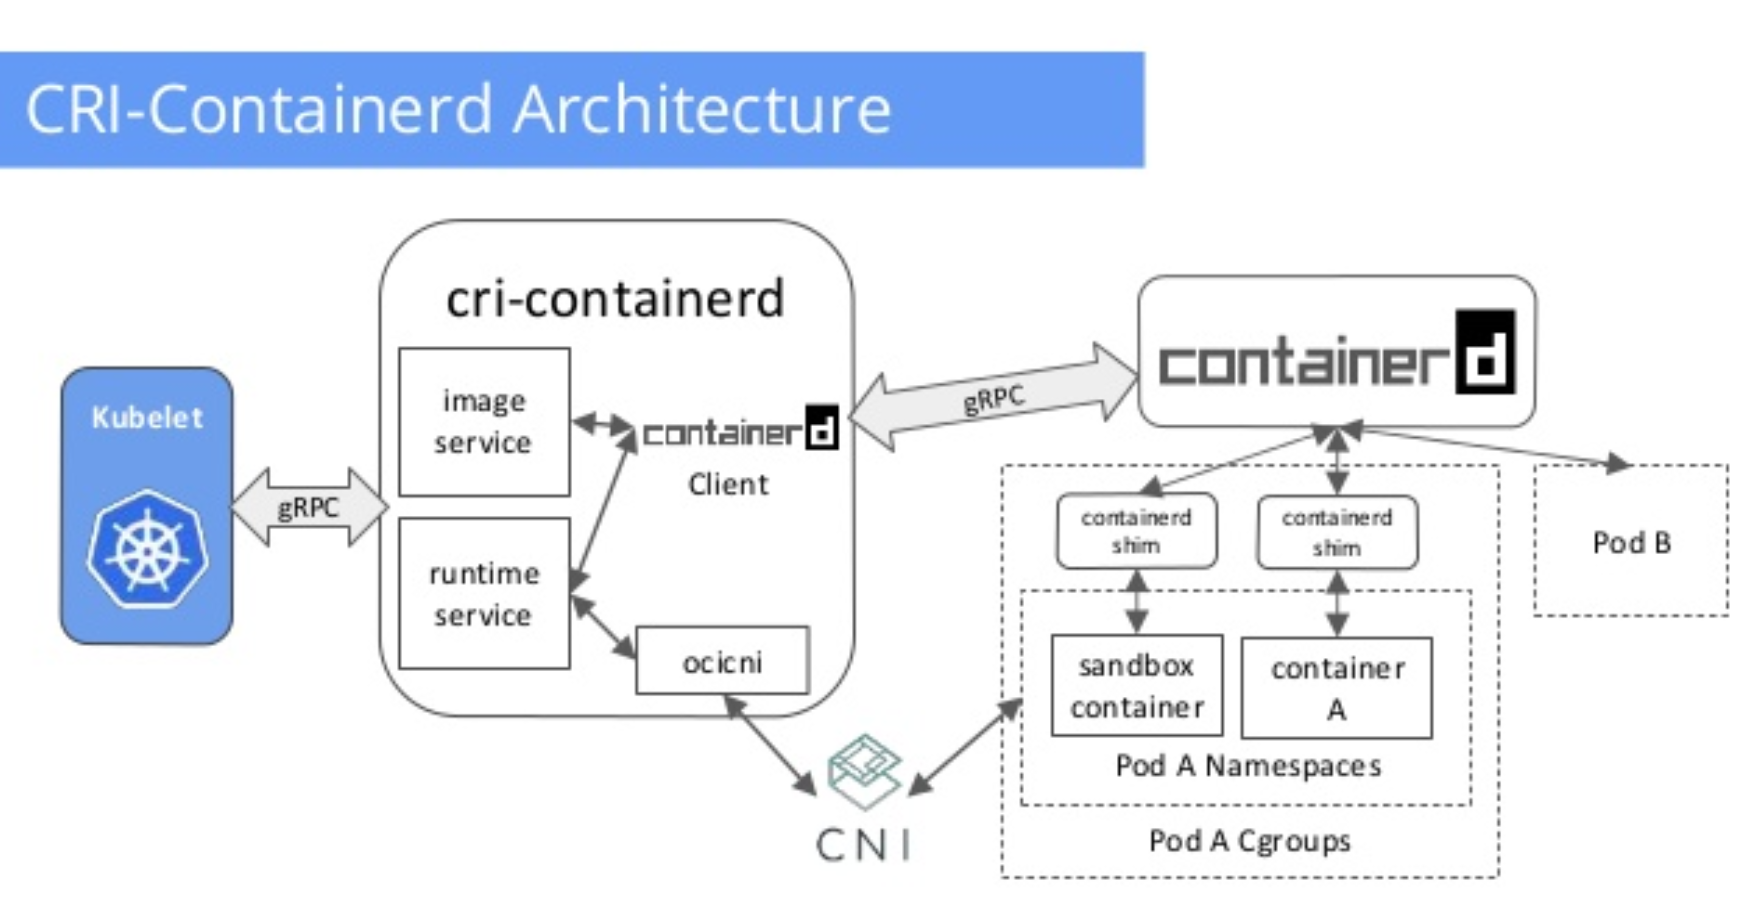 CRI-Containerd Architecture
cri-containerd
Kubelet
gRPC
image
service
containerd
Client
runtime
service
ocicni
gRPC
containerd
containerd
shim
containerd
shim
Pod B
sandbox
container
container
A
Pod A Namespaces
Pod A Cgroups
CNI